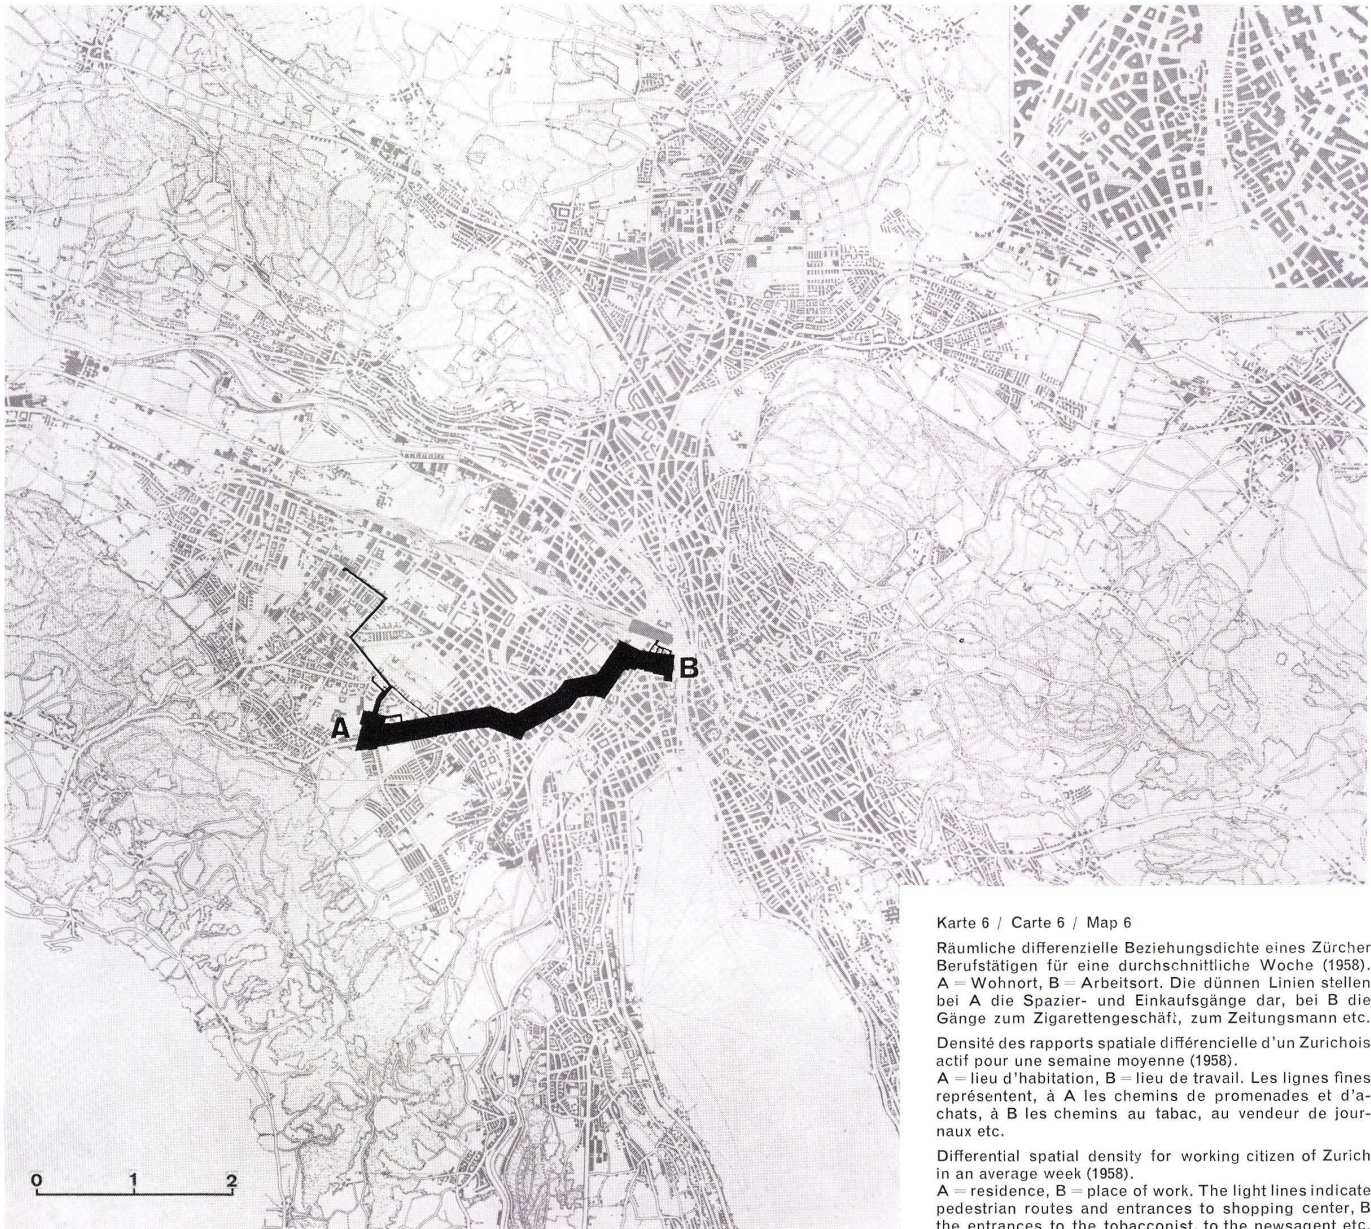 A
B
0 1 2
Karte 6 / Carte 6 / Map 6
Räumliche differenzielle Beziehungsdichte eines Zürcher
Berufstätigen für eine durchschnittliche Woche (1958).
A = Wohnort, B = Arbeitsort. Die dünnen Linien stellen
bei A die Spazier- und Einkaufsgänge dar, bei B die
Gänge zum Zigarettengeschäft, zum Zeitungsmann etc.
Densité des rapports spatiale différencielle d'un Zurichois
actif pour une semaine moyenne (1958).
A = lieu d'habitation, B = lieu de travail. Les lignes fines
représentent, à A les chemins de promenades et d'a-
chats, à B les chemins au tabac, au vendeur de jour-
naux etc.
Differential spatial density for working citizen of Zurich
in an average week (1958).
A = residence, B = place of work. The light lines indicate
pedestrian routes and entrances to shopping center, B
the entrances to the tobacconist, to the newsagent etc.